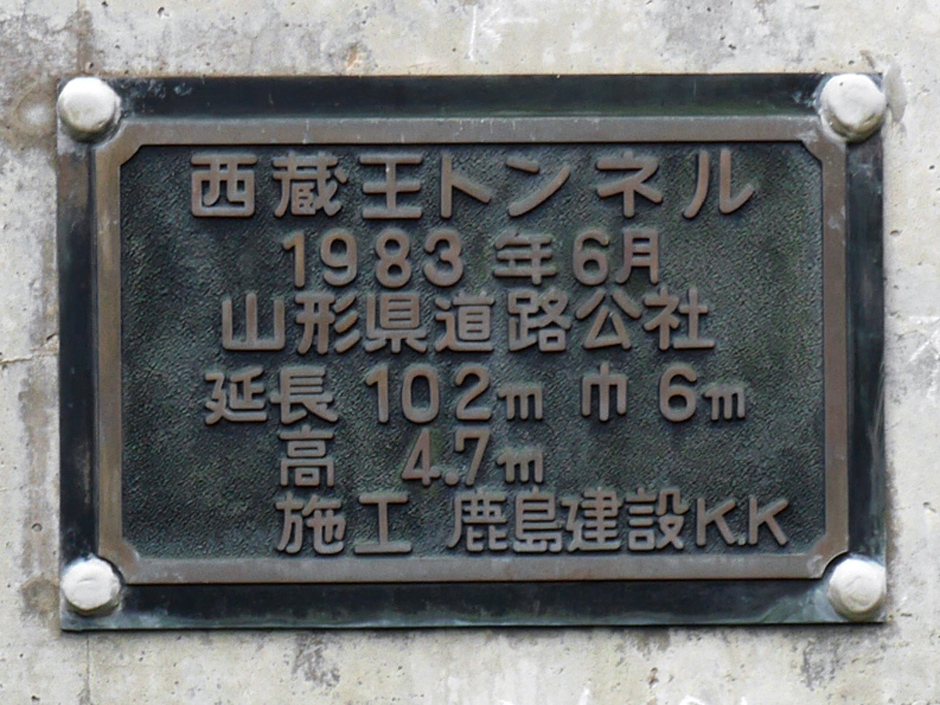 西蔵王トンネル
1983年6月
山形県道路公社
延長 102m 巾 6m
高 4.7m
施工 鹿島建設K.K